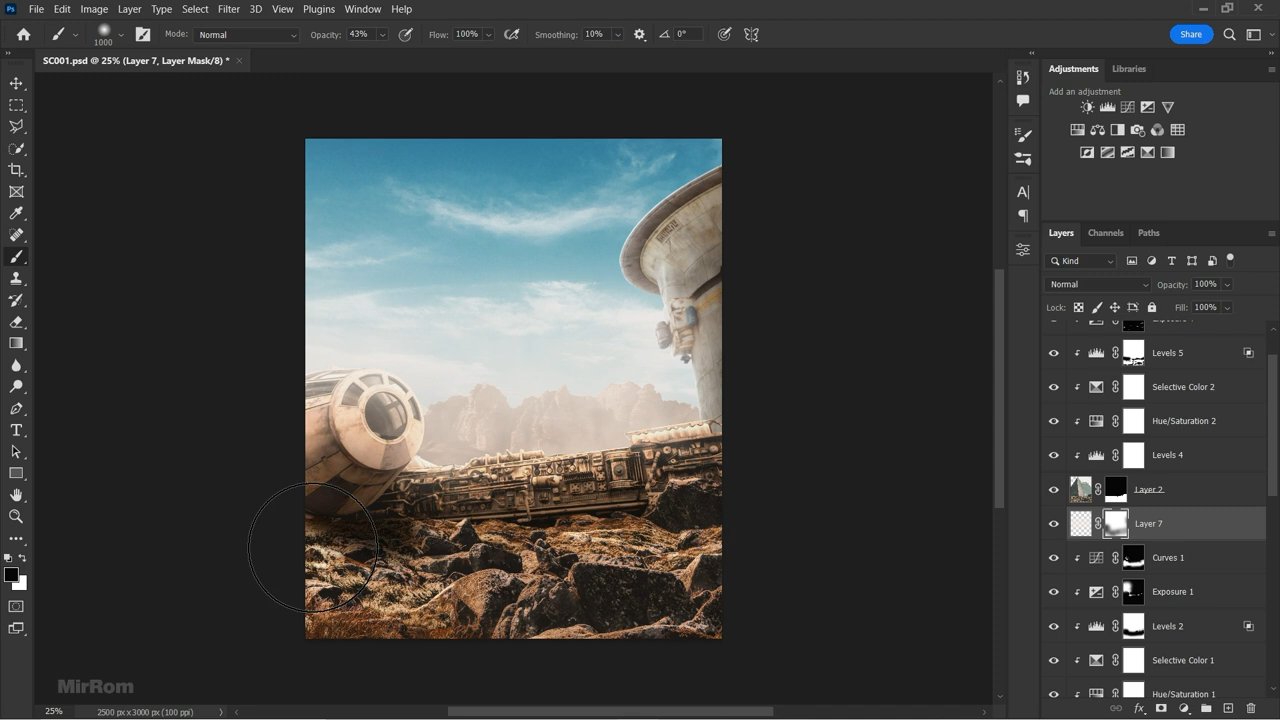 Ps File Edit Image Layer Type Select Filter 3D View Plugins Window Help
1000 Mode: Normal Opacity: 43% Flow: 100% Smoothing: 10% 0° Share
SC001.psd @ 25% (Layer 7, Layer Mask/8) *
Adjustments Libraries
Add an adjustment
Layers Channels Paths
Kind
Normal Opacity: 100%
Lock: Fill: 100%
Levels 5
Selective Color 2
Hue/Saturation 2
Levels 4
Layer 2
Layer 7
Curves 1
Exposure 1
Levels 2
Selective Color 1
Hue/Saturation 1
MirRom
25% 2500 px x 3000 px (100 ppi)